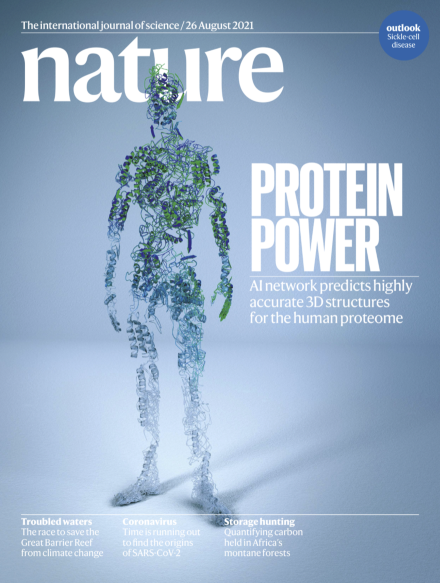 The international journal of science / 26 August 2021
outlook
Sickle-cell
disease
nature
PROTEIN
POWER
AI network predicts highly
accurate 3D structures
for the human proteome
Troubled waters
The race to save the
Great Barrier Reef
from climate change
Coronavirus
Time is running out
to find the origins
of SARS-CoV-2
Storage hunting
Quantifying carbon
held in Africa's
montane forests